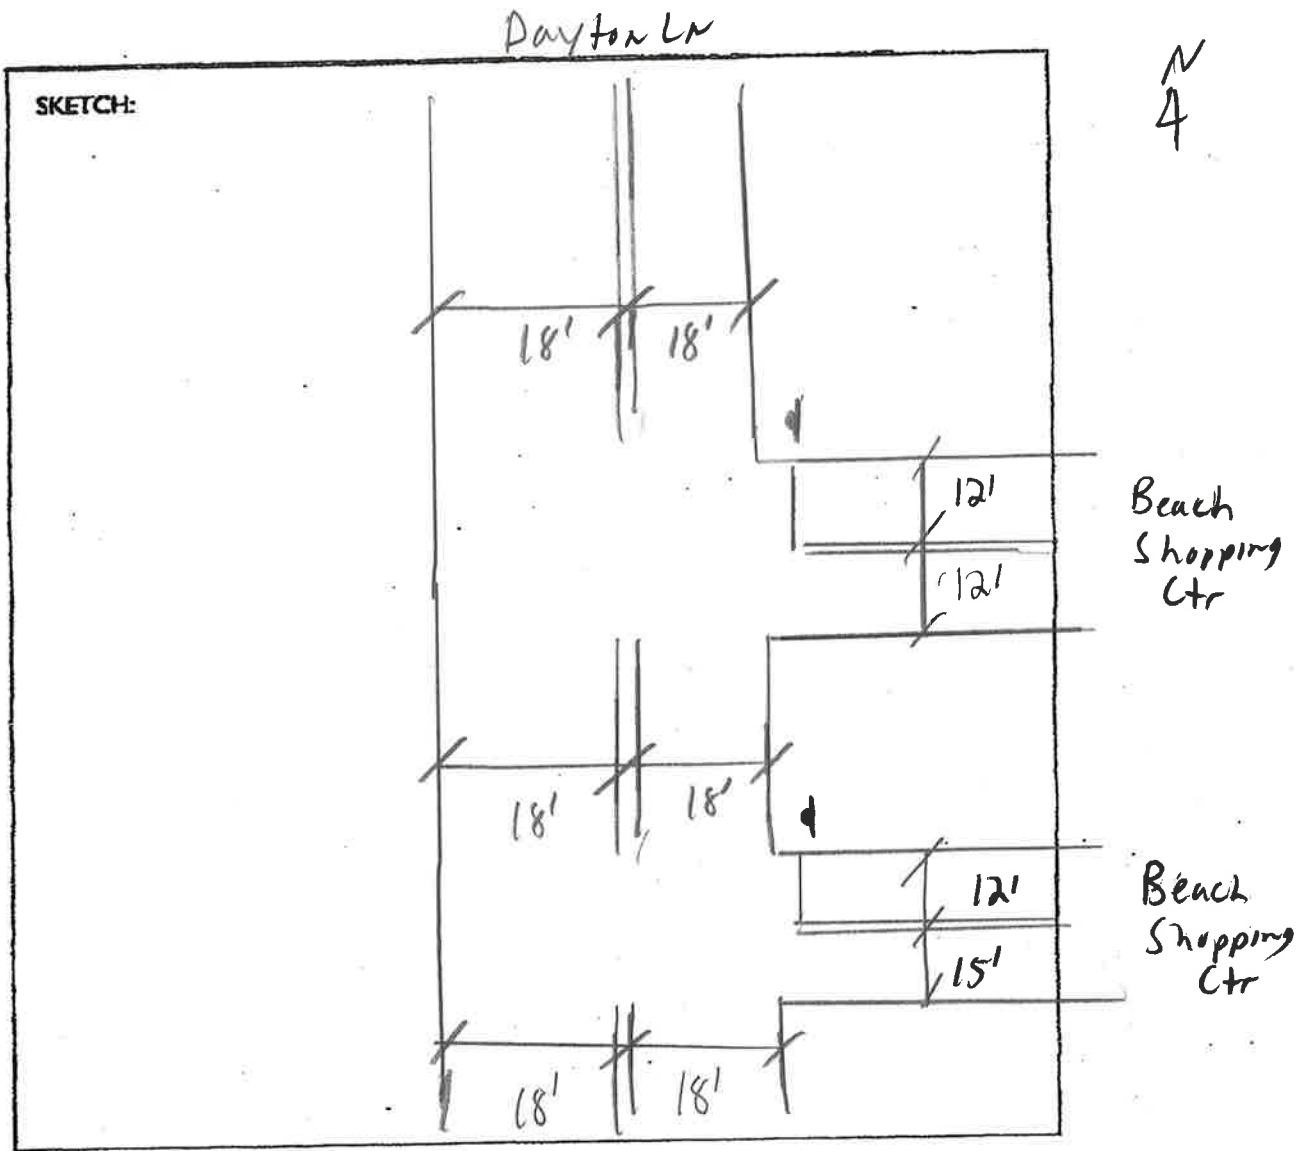 Dayton LN
N
SKETCH:
18' 18'
12'
Beach
Shopping
Ctr
12'
18' 18'
12'
Beach
Shopping
Ctr
15'
18' 18'